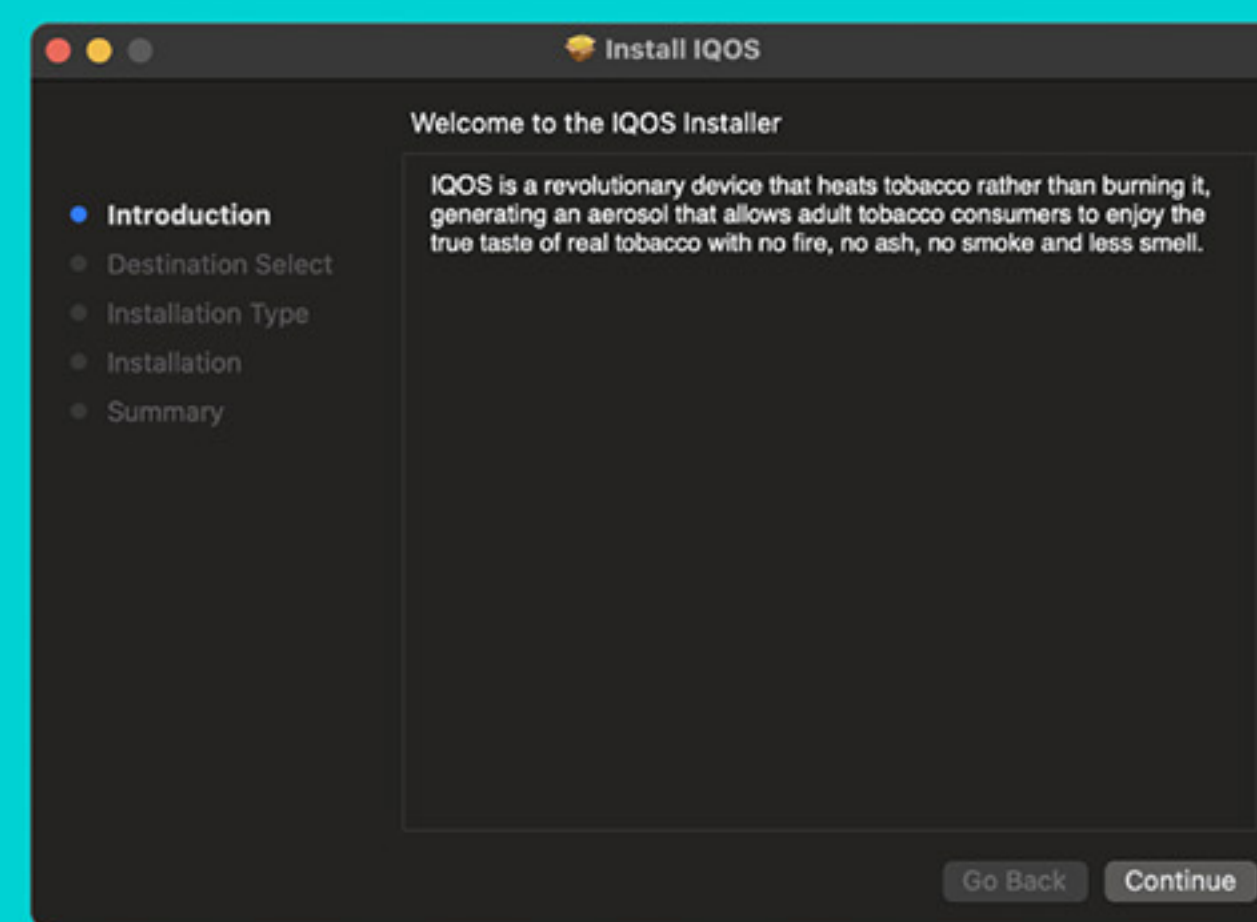 Install IQOS
Welcome to the IQOS Installer
Introduction
Destination Select
Installation Type
Installation
Summary
IQOS is a revolutionary device that heats tobacco rather than burning it,
generating an aerosol that allows adult tobacco consumers to enjoy the
true taste of real tobacco with no fire, no ash, no smoke and less smell.
Go Back
Continue